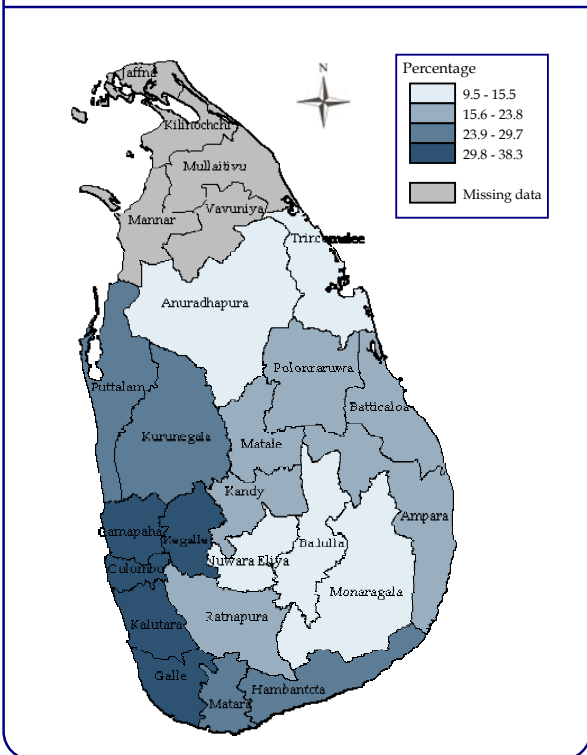 N
Percentage
9.5 - 15.5
15.6 - 23.8
23.9 - 29.7
29.8 - 38.3
Missing data
Jaffna
Kilinochchi
Mullaitivu
Vavuniya
Mannar
Anuradhapura
Polonnaruwa
Puttalam
Batticaloa
Kurunegala
Matale
Kandy
Ampara
Gamapaha
Kegalle
Badulla
Nuwara Eliya
Colombo
Monaragala
Ratnapura
Kalutara
Galle
Hambantota
Matara